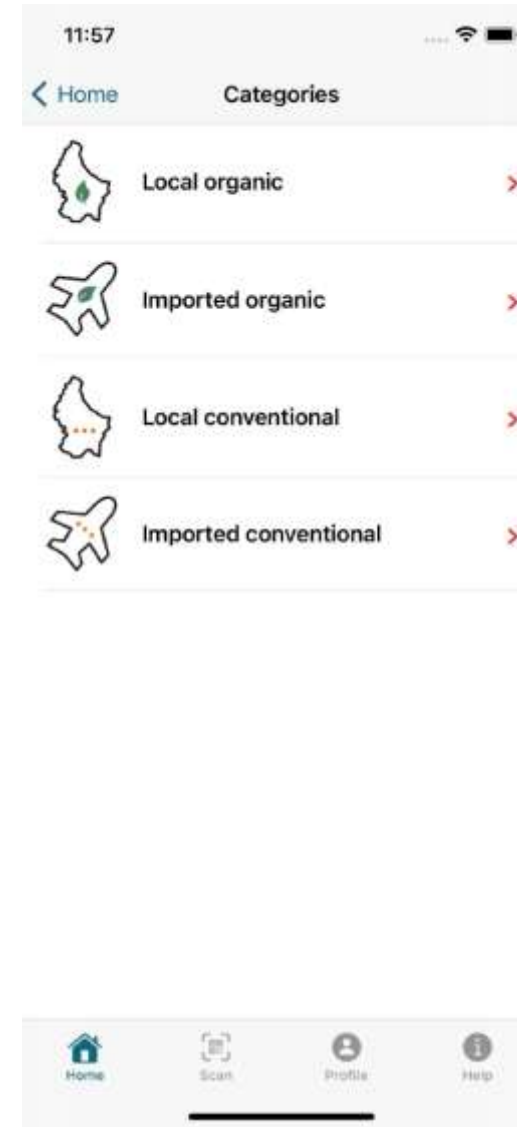 11:57
Home Categories
Local organic
Imported organic
Local conventional
Imported conventional
Home Scan Profile Help